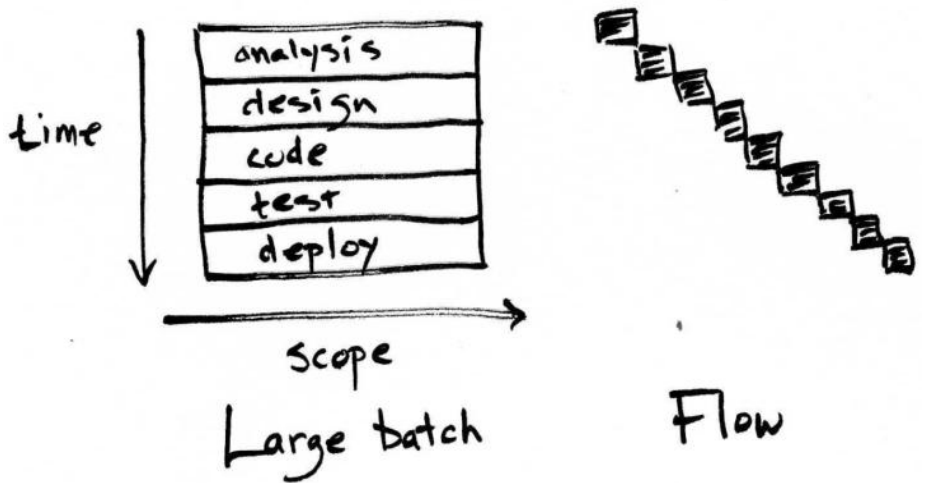 time
analysis
design
code
test
deploy
scope
Large batch
Flow